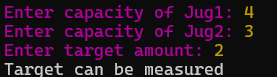 Enter capacity of Jug1: 4
Enter capacity of Jug2: 3
Enter target amount: 2
Target can be measured